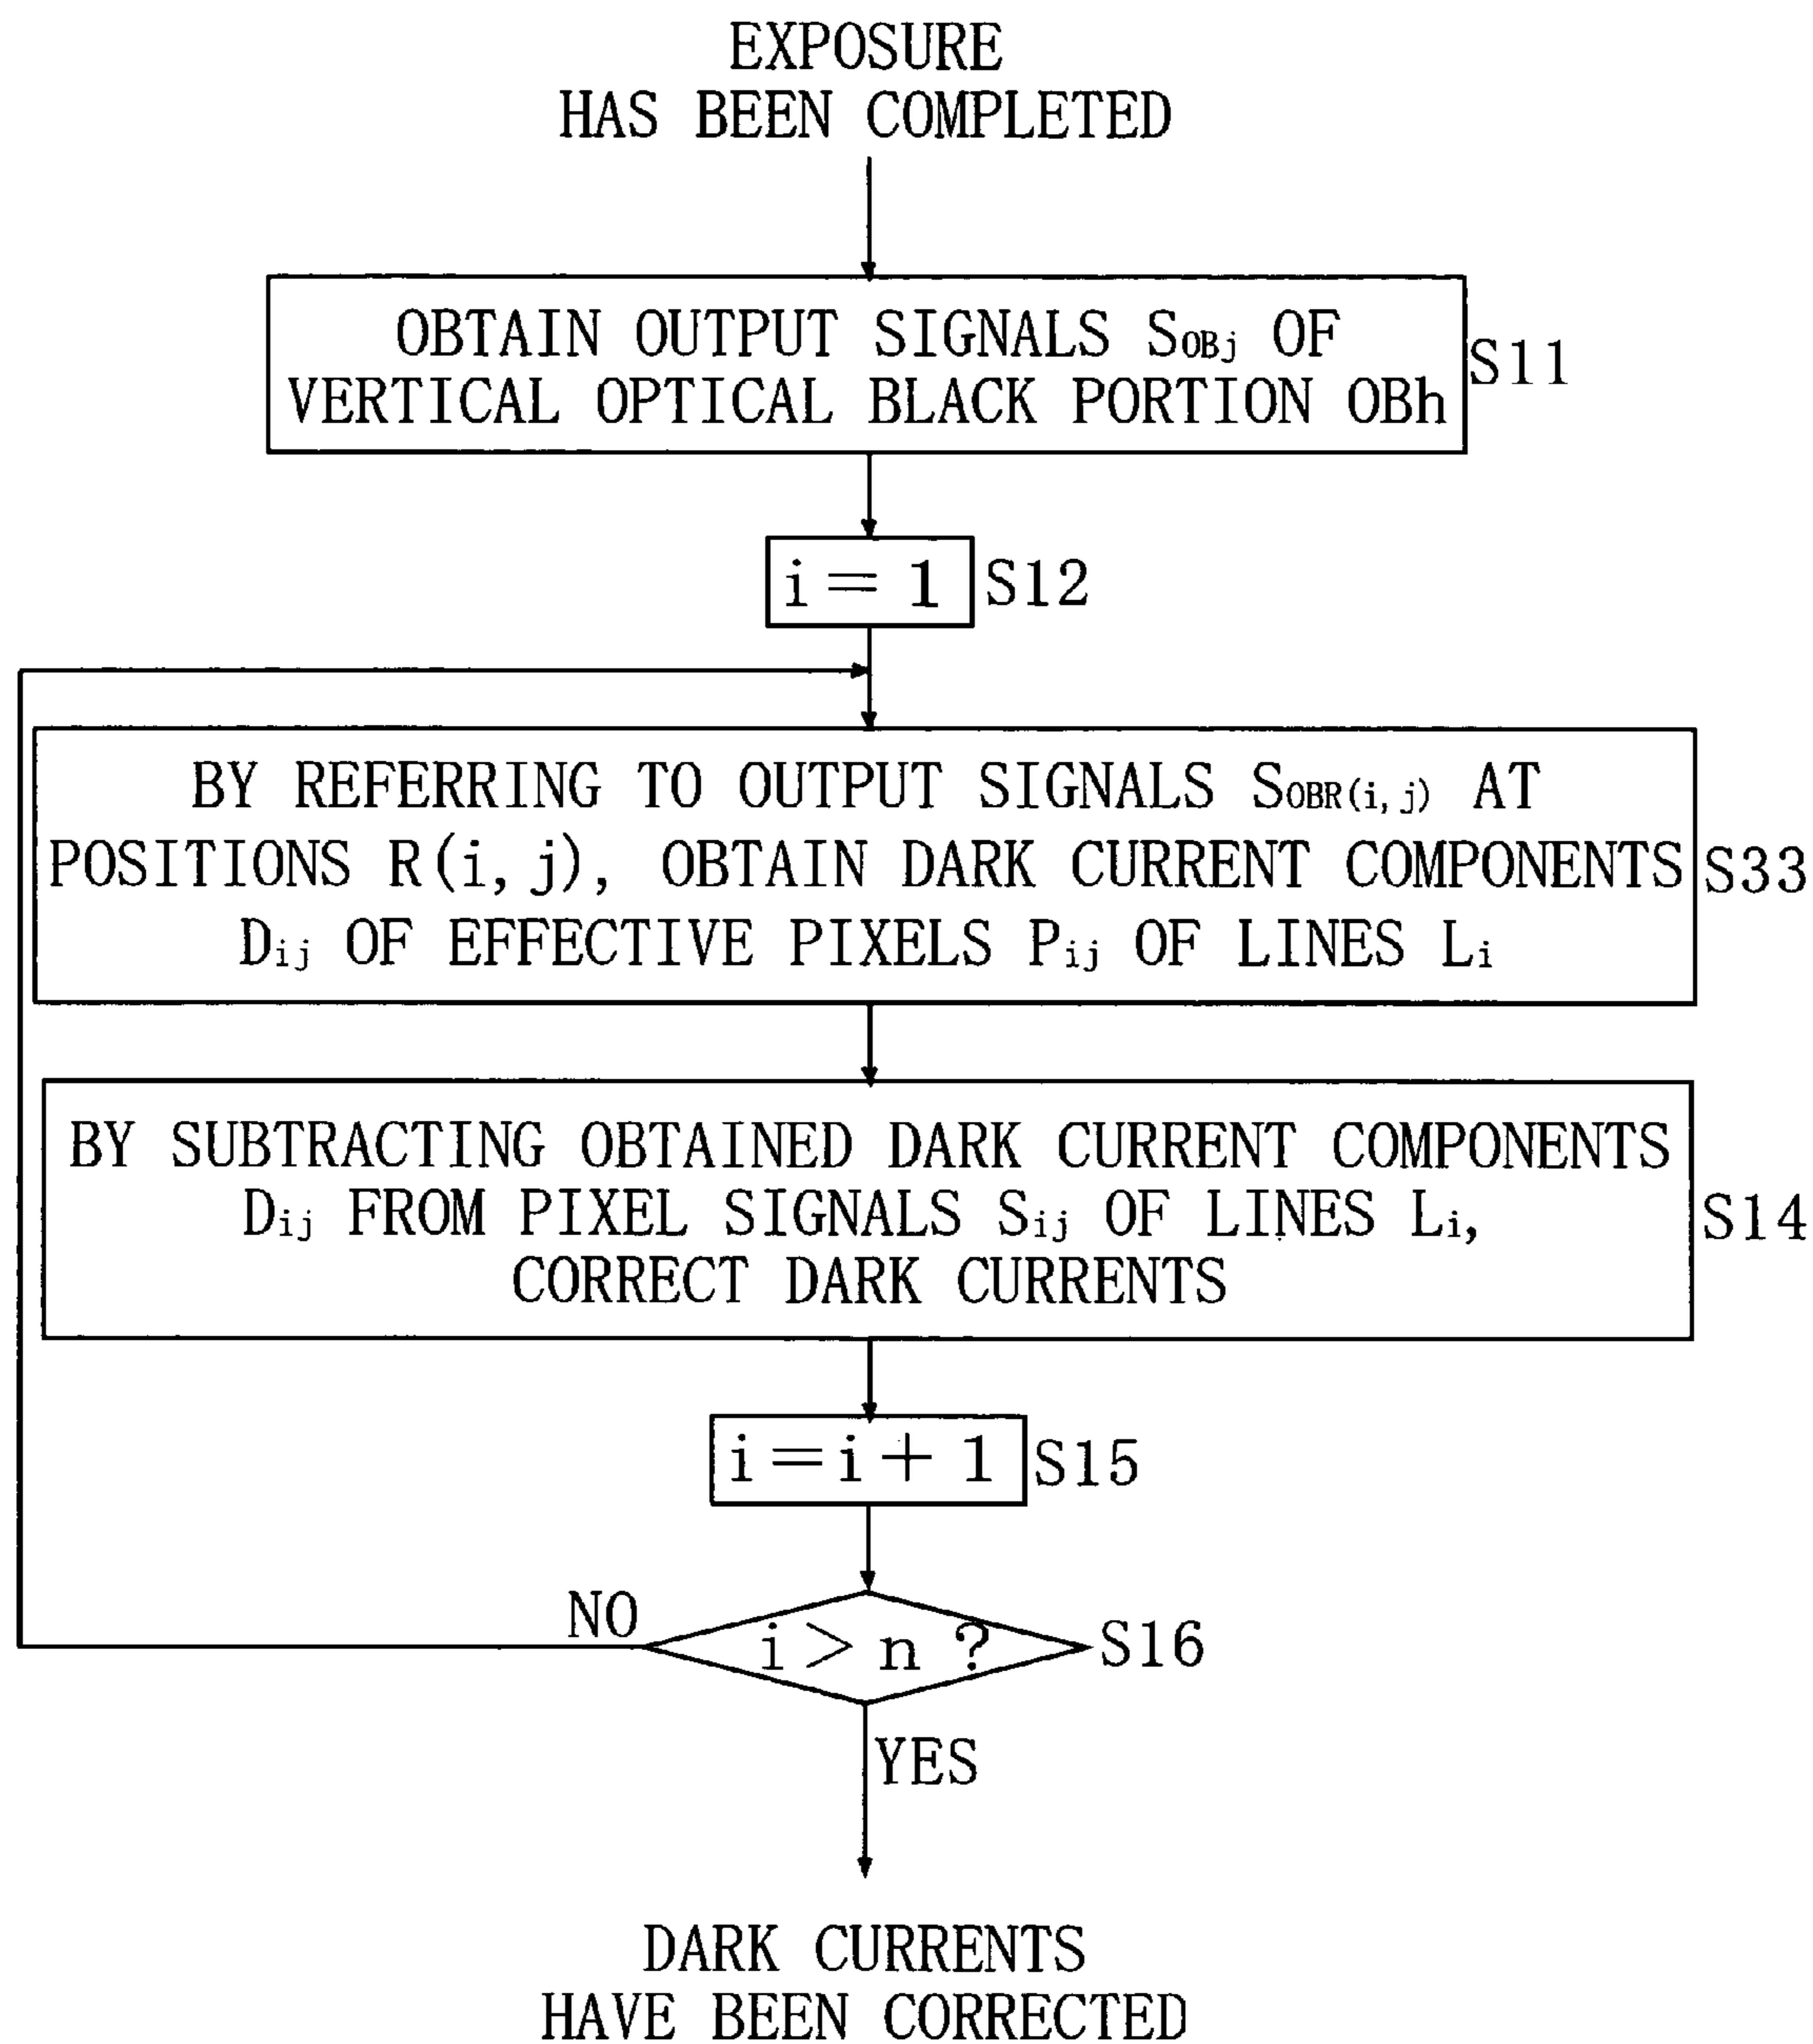 EXPOSURE
HAS BEEN COMPLETED
OBTAIN OUTPUT SIGNALS SOBj OF
VERTICAL OPTICAL BLACK PORTION OBh
S11
i = 1
S12
BY REFERRING TO OUTPUT SIGNALS SOBR(i, j) AT
POSITIONS R(i, j), OBTAIN DARK CURRENT COMPONENTS
Dij OF EFFECTIVE PIXELS Pij OF LINES Li
S33
BY SUBTRACTING OBTAINED DARK CURRENT COMPONENTS
Dij FROM PIXEL SIGNALS Sij OF LINES Li,
CORRECT DARK CURRENTS
S14
i = i + 1
S15
NO
i > n ?
S16
YES
DARK CURRENTS
HAVE BEEN CORRECTED